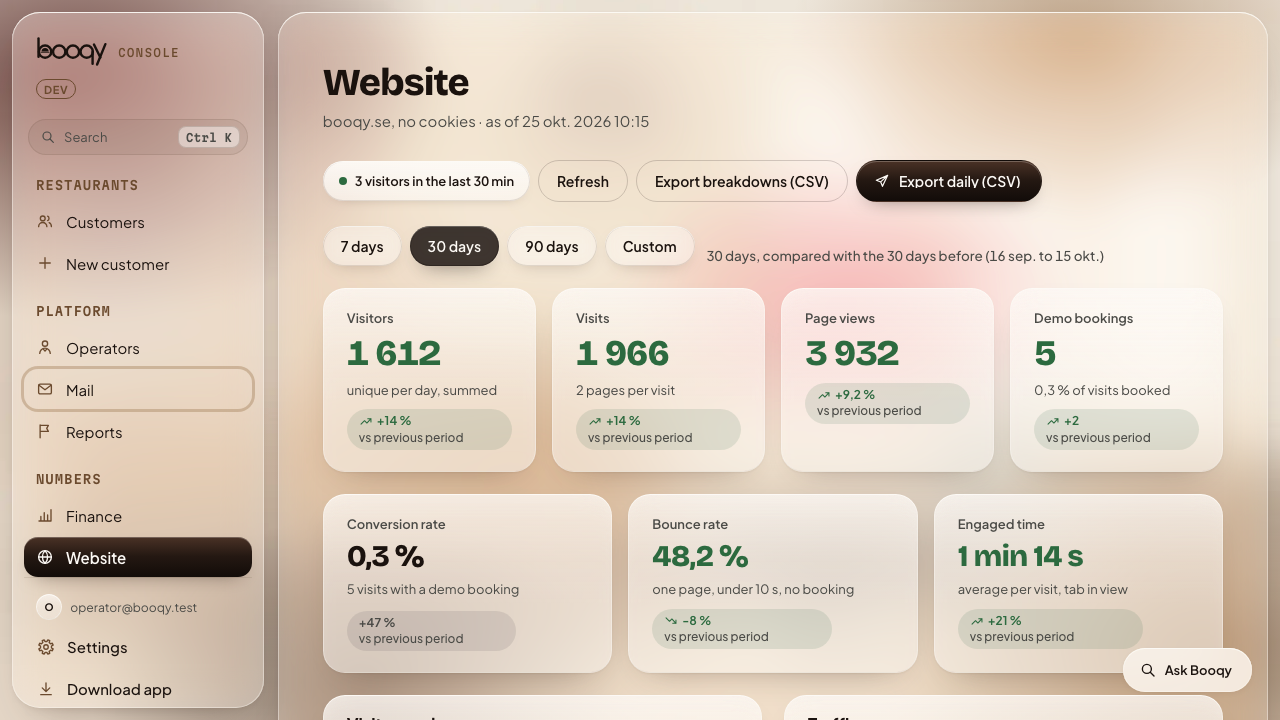 booqy CONSOLE
DEV
Search Ctrl K
RESTAURANTS
Customers
New customer
PLATFORM
Operators
Mail
Reports
NUMBERS
Finance
Website
O operator@booqy.test
Settings
Download app
Website
booqy.se, no cookies · as of 25 okt. 2026 10:15
3 visitors in the last 30 min
Refresh
Export breakdowns (CSV)
Export daily (CSV)
7 days
30 days
90 days
Custom
30 days, compared with the 30 days before (16 sep. to 15 okt.)
Visitors
1 612
unique per day, summed
+14 %
vs previous period
Visits
1 966
2 pages per visit
+14 %
vs previous period
Page views
3 932
+9,2 %
vs previous period
Demo bookings
5
0,3 % of visits booked
+2
vs previous period
Conversion rate
0,3 %
5 visits with a demo booking
+47 %
vs previous period
Bounce rate
48,2 %
one page, under 10 s, no booking
−8 %
vs previous period
Engaged time
1 min 14 s
average per visit, tab in view
+21 %
vs previous period
Ask Booqy